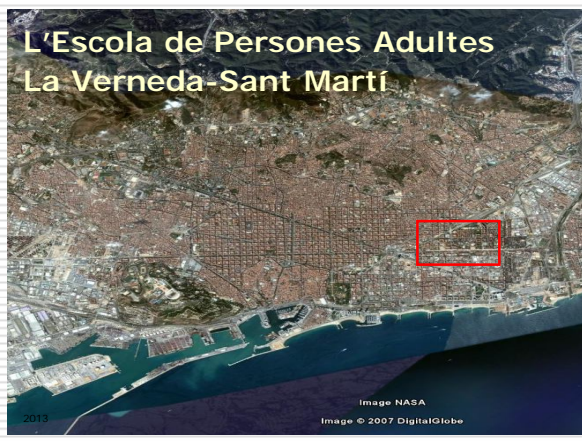 L'Escola de Persones Adultes
La Verneda-Sant Martí
Image NASA
2013
Image © 2007 DigitalGlobe